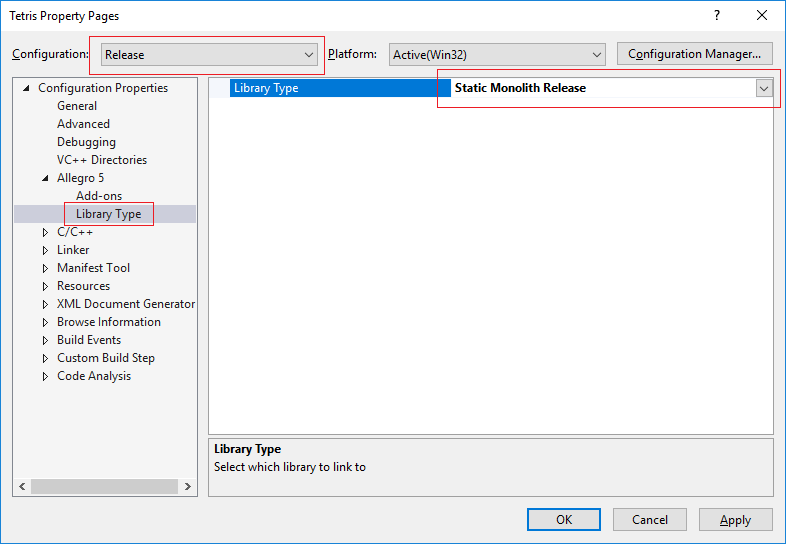 Tetris Property Pages
?
Configuration: Release Platform: Active(Win32) Configuration Manager...
Configuration Properties
General
Advanced
Debugging
VC++ Directories
Allegro 5
Add-ons
Library Type
C/C++
Linker
Manifest Tool
Resources
XML Document Generator
Browse Information
Build Events
Custom Build Step
Code Analysis
Library Type Static Monolith Release
Library Type
Select which library to link to
OK Cancel Apply